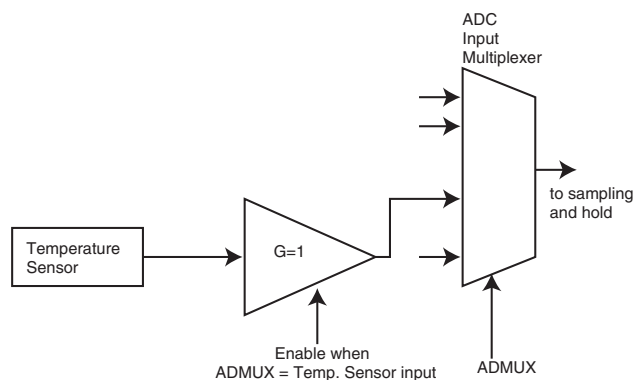 ADC
Input
Multiplexer
to sampling
and hold
Temperature
Sensor
G=1
Enable when
ADMUX = Temp. Sensor input
ADMUX